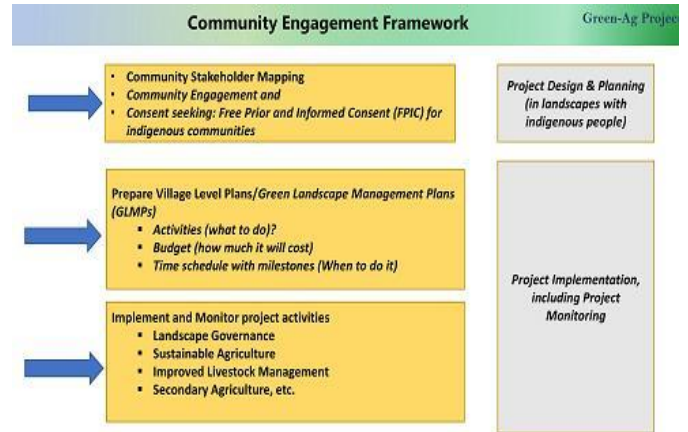 Community Engagement Framework
Green-Ag Projec
• Community Stakeholder Mapping
• Community Engagement and
• Consent seeking: Free Prior and Informed Consent (FPIC) for
indigenous communities
Project Design & Planning
(in landscapes with
indigenous people)
Prepare Village Level Plans/Green Landscape Management Plans
(GLMPs)
▪ Activities (what to do)?
▪ Budget (how much it will cost)
▪ Time schedule with milestones (When to do it)
Project Implementation,
including Project
Monitoring
Implement and Monitor project activities
▪ Landscape Governance
▪ Sustainable Agriculture
▪ Improved Livestock Management
▪ Secondary Agriculture, etc.